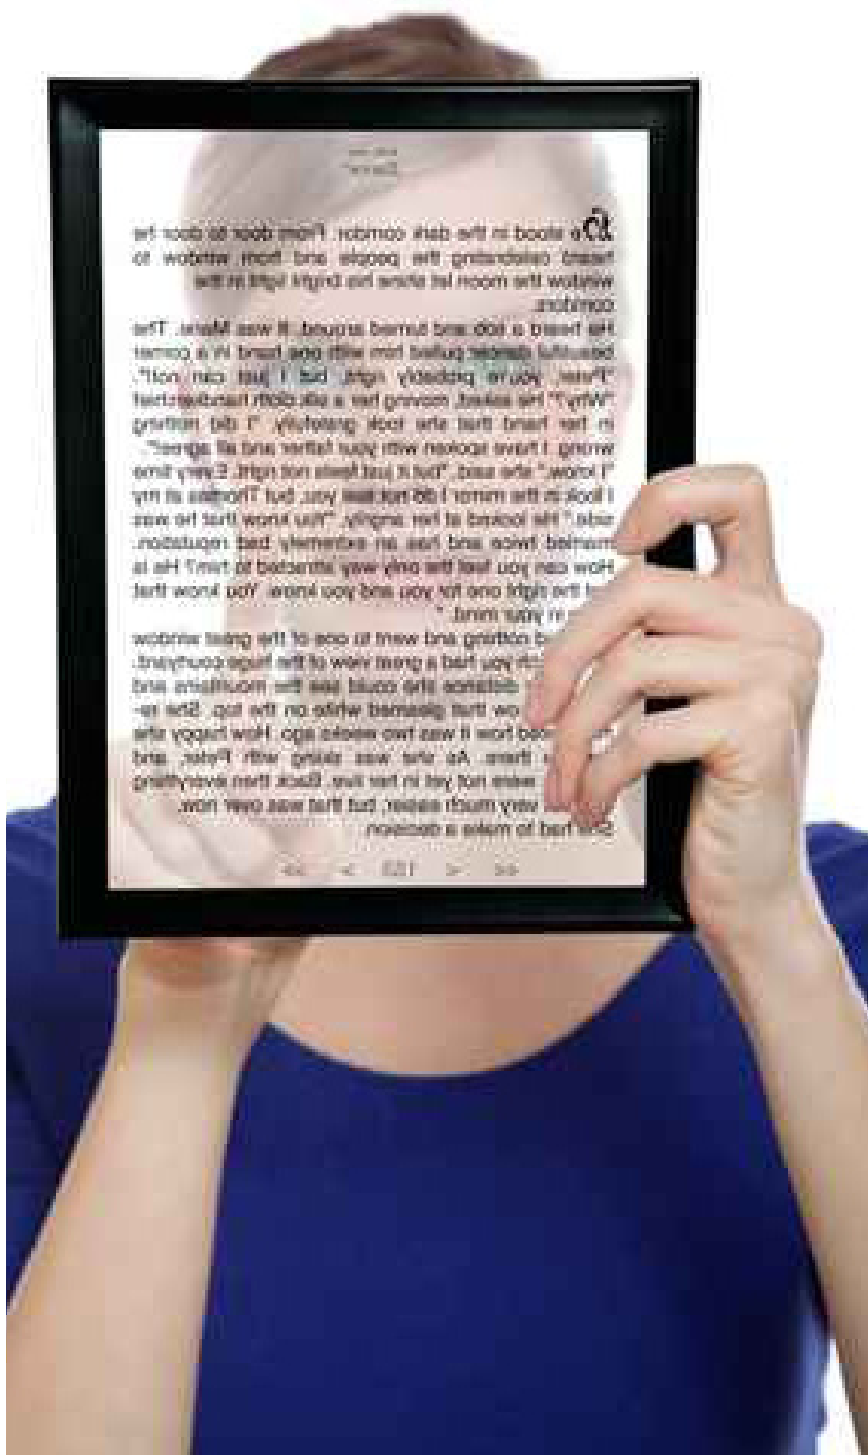 He stood in the dark corridor. From door to door he
heard celebrating the people and from window to
window the moon let shine his bright light in the
corridors.
He heard a sob and turned around. It was Marie. The
beautiful dancer pulled him with one hand in a corner
"Peter, you're probably right, but I just can not!".
"Why?" He asked, moving her a silk cloth handkerchief
in her hand that she took gratefully. "I did nothing
wrong. I have spoken with your father and all agree!".
"I know," she said, "but it just feels not right. Every time
I look in the mirror I do not see you, but Thomas at my
side." He looked at her angrily, "You know that he was
married twice and has an extremely bad reputation.
How can you feel the only way attracted to him? He is
the right one for you and you know. You know that
in your mind. "
nothing and went to one of the great window
you had a great view of the huge courtyard.
distance she could see the mountains and
that gleamed white on the top. She re-
how it was two weeks ago. How happy she
there. As she was skiing with Peter, and
were not yet in her live. Back then everything
very much easier, but that was over now.
She had to make a decision.
<< < > >>